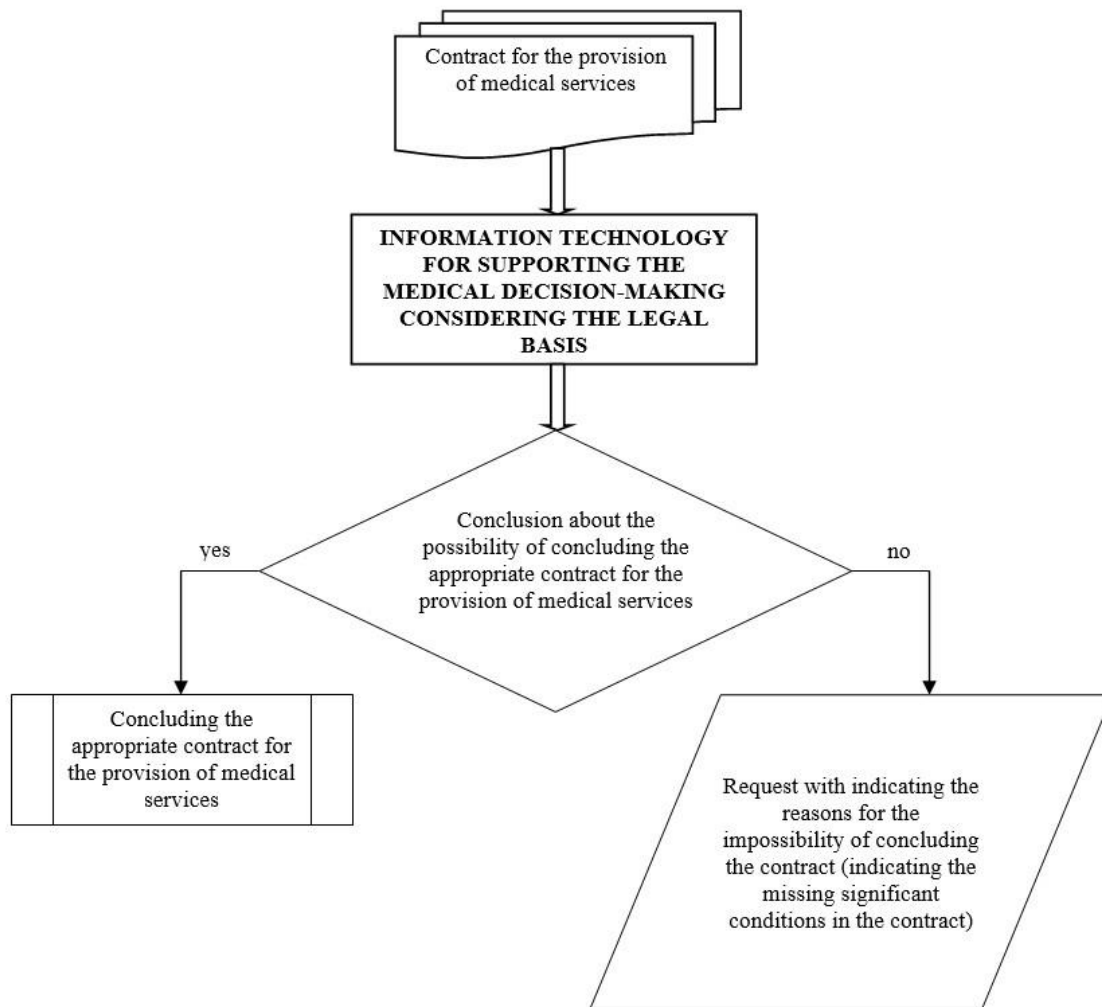 Contract for the provision
of medical services
INFORMATION TECHNOLOGY
FOR SUPPORTING THE
MEDICAL DECISION-MAKING
CONSIDERING THE LEGAL
BASIS
Conclusion about the
possibility of concluding the
appropriate contract for the
provision of medical services
yes
no
Concluding the
appropriate contract for
the provision of medical
services
Request with indicating the
reasons for the
impossibility of concluding
the contract (indicating the
missing significant
conditions in the contract)